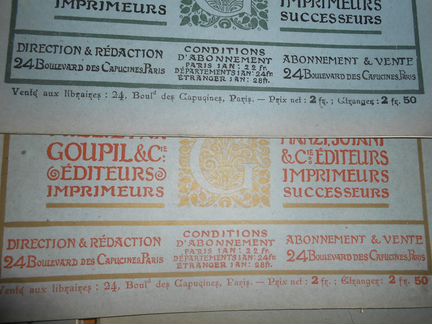 IMPRIMEURS
IMPRIMEURS
SUCCESSEURS
DIRECTION & RÉDACTION
24 BOULEVARD DES CAPUCINES PARIS
CONDITIONS
D'ABONNEMENT
PARIS 1 AN : 22 fr.
DÉPARTEMENTS 1 AN : 24 fr.
ÉTRANGER 1 AN : 28 fr.
ABONNEMENT & VENTE
24 BOULEVARD DES CAPUCINES PARIS
Vente aux libraires : 24, Boulᵈ des Capucines, Paris. — Prix net : 2 fr. ; Étranger : 2 fr. 50
GOUPIL & Cie
ÉDITEURS
IMPRIMEURS
G
& Cie ÉDITEURS
IMPRIMEURS
SUCCESSEURS
DIRECTION & RÉDACTION
24 BOULEVARD DES CAPUCINES PARIS
CONDITIONS
D'ABONNEMENT
PARIS 1 AN : 22 fr.
DÉPARTEMENTS 1 AN : 24 fr.
ÉTRANGER 1 AN : 28 fr.
ABONNEMENT & VENTE
24 BOULEVARD DES CAPUCINES PARIS
Vente aux libraires : 24, Boulᵈ des Capucines, Paris. — Prix net : 2 fr. ; Étranger : 2 fr. 50